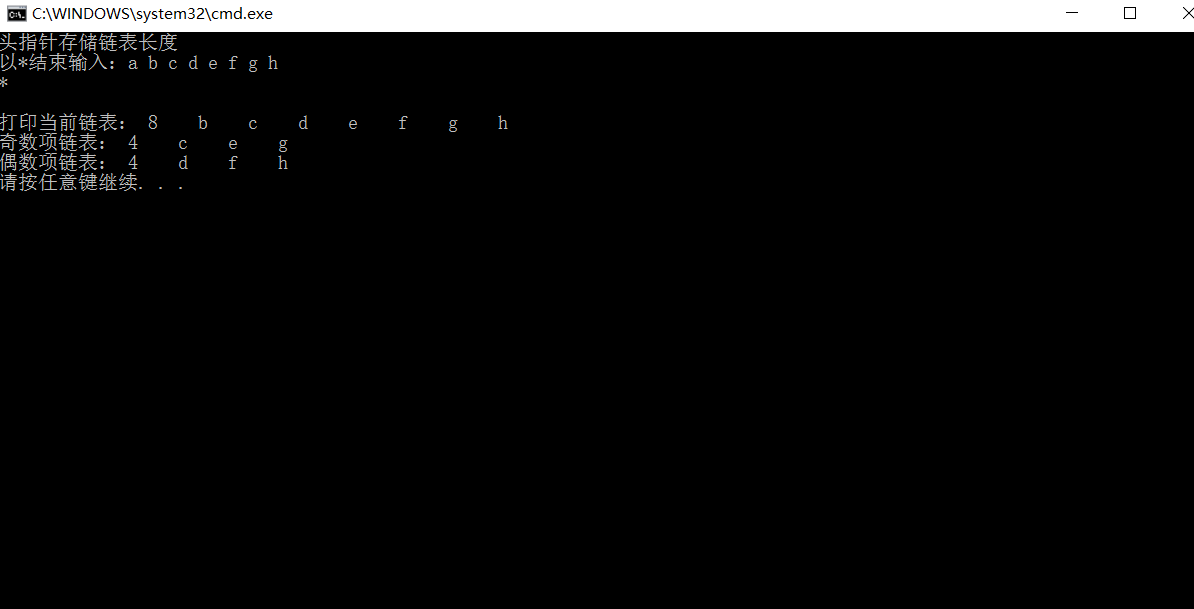 C:\WINDOWS\system32\cmd.exe
头指针存储链表长度
以*结束输入：a b c d e f g h
*
打印当前链表： 8    b    c    d    e    f    g    h
奇数项链表： 4    c    e    g
偶数项链表： 4    d    f    h
请按任意键继续. . .